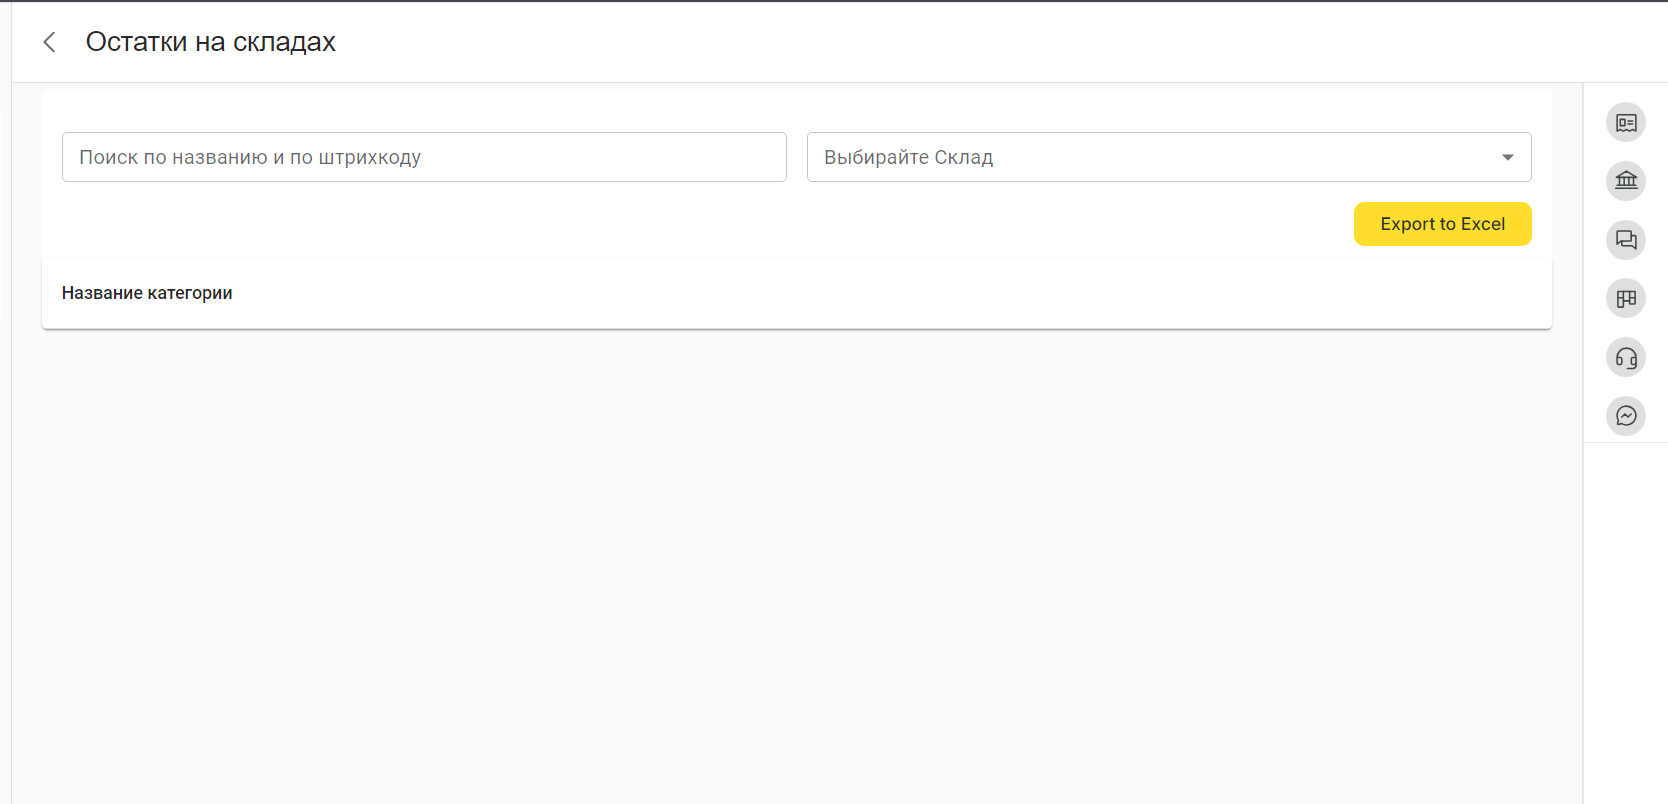 Остатки на складах
Поиск по названию и по штрихкоду
Выбирайте Склад
Export to Excel
Название категории